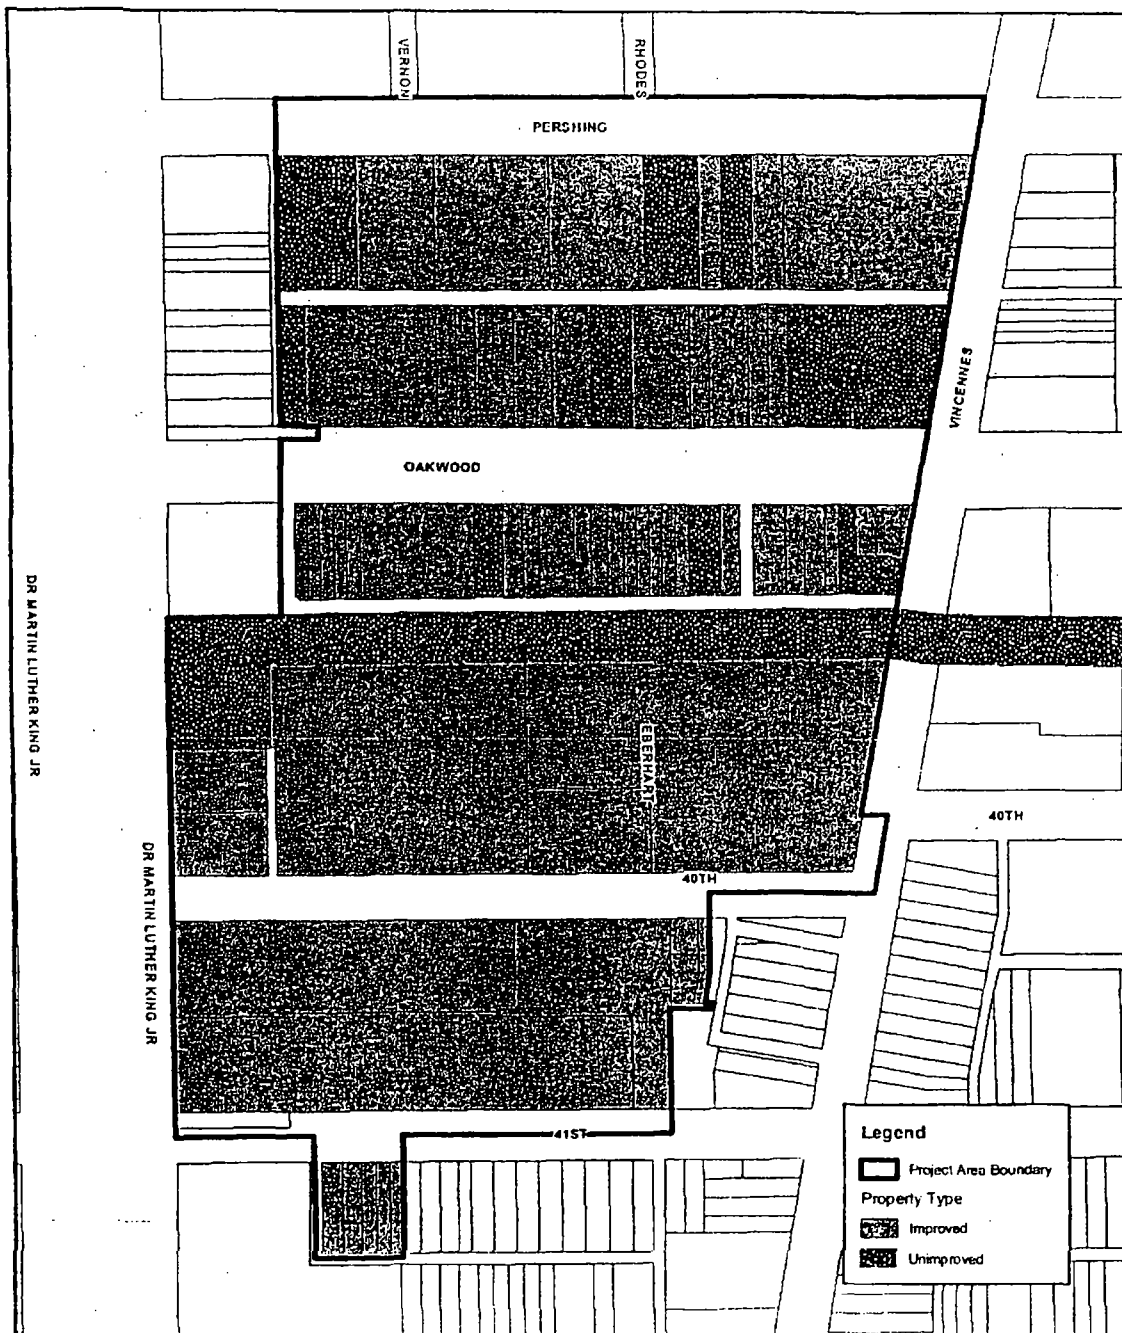 VERNON
RHODES
PERSHING
VINCENNES
OAKWOOD
DR MARTIN LUTHER KING JR
EBERHART
40TH
DR MARTIN LUTHER KING JR
40TH
41ST
Legend
Project Area Boundary
Property Type
Improved
Unimproved